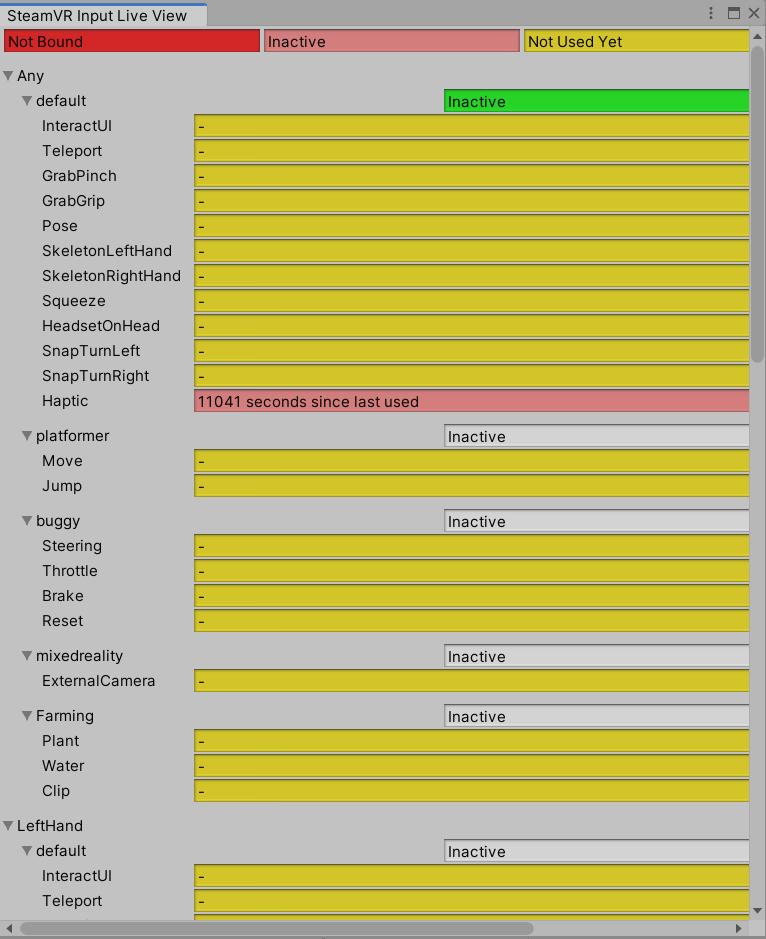 SteamVR Input Live View
Not Bound Inactive Not Used Yet
Any
default Inactive
InteractUI -
Teleport -
GrabPinch -
GrabGrip -
Pose -
SkeletonLeftHand -
SkeletonRightHand -
Squeeze -
HeadsetOnHead -
SnapTurnLeft -
SnapTurnRight -
Haptic 11041 seconds since last used
platformer Inactive
Move -
Jump -
buggy Inactive
Steering -
Throttle -
Brake -
Reset -
mixedreality Inactive
ExternalCamera -
Farming Inactive
Plant -
Water -
Clip -
LeftHand
default Inactive
InteractUI -
Teleport -